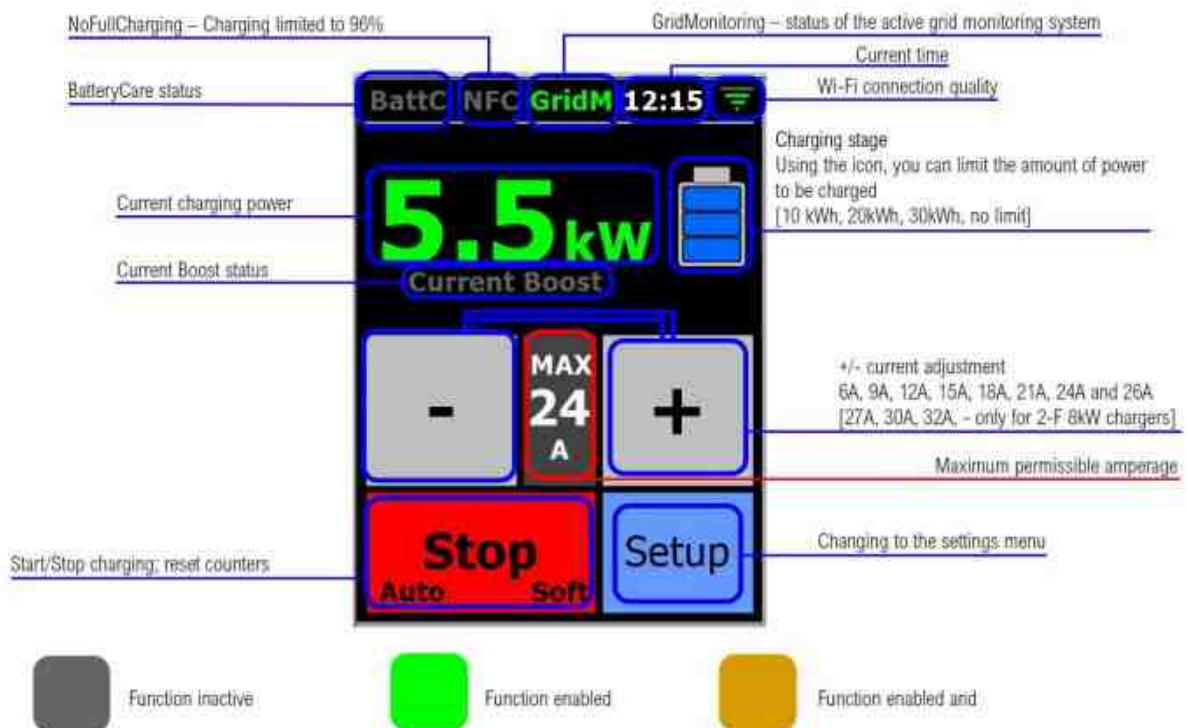 NoFullCharging – Charging limited to 96%
GridMonitoring – status of the active grid monitoring system
Current time
BatteryCare status
Wi-Fi connection quality
BattC NFC GridM 12:15
Charging stage
Using the icon, you can limit the amount of power
to be charged
[10 kWh, 20kWh, 30kWh, no limit]
Current charging power
5.5 kW
Current Boost status
Current Boost
-
MAX
24
A
+
+/- current adjustment
6A, 9A, 12A, 15A, 18A, 21A, 24A and 26A
[27A, 30A, 32A, - only for 2-F 8kW chargers]
Maximum permissible amperage
Stop
Auto Soft
Setup
Changing to the settings menu
Start/Stop charging; reset counters
Function inactive
Function enabled
Function enabled and